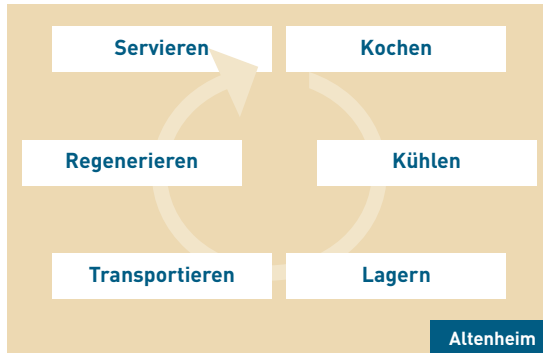 Servieren
Kochen
Regenerieren
Kühlen
Transportieren
Lagern
Altenheim